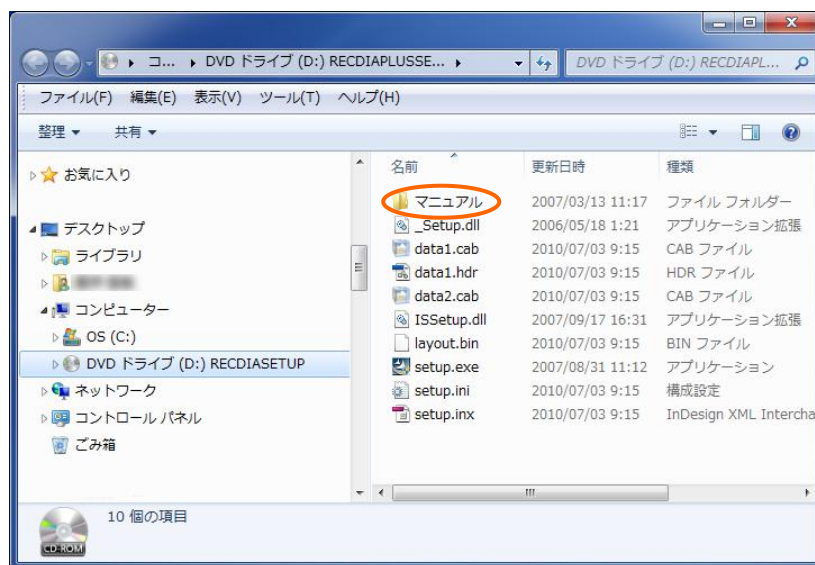 コ... DVD ドライブ (D:) RECDIAPLUSSE... DVD ドライブ (D:) RECDIAPL...
ファイル(F) 編集(E) 表示(V) ツール(T) ヘルプ(H)
整理 共有
お気に入り
デスクトップ
ライブラリ
コンピューター
OS (C:)
DVD ドライブ (D:) RECDIASETUP
ネットワーク
コントロール パネル
ごみ箱
名前 更新日時 種類
マニュアル 2007/03/13 11:17 ファイル フォルダー
_Setup.dll 2006/05/18 1:21 アプリケーション拡張
data1.cab 2010/07/03 9:15 CAB ファイル
data1.hdr 2010/07/03 9:15 HDR ファイル
data2.cab 2010/07/03 9:15 CAB ファイル
ISSetup.dll 2007/09/17 16:31 アプリケーション拡張
layout.bin 2010/07/03 9:15 BIN ファイル
setup.exe 2007/08/31 11:12 アプリケーション
setup.ini 2010/07/03 9:15 構成設定
setup.inx 2010/07/03 9:15 InDesign XML Intercha
10 個の項目
CD-ROM